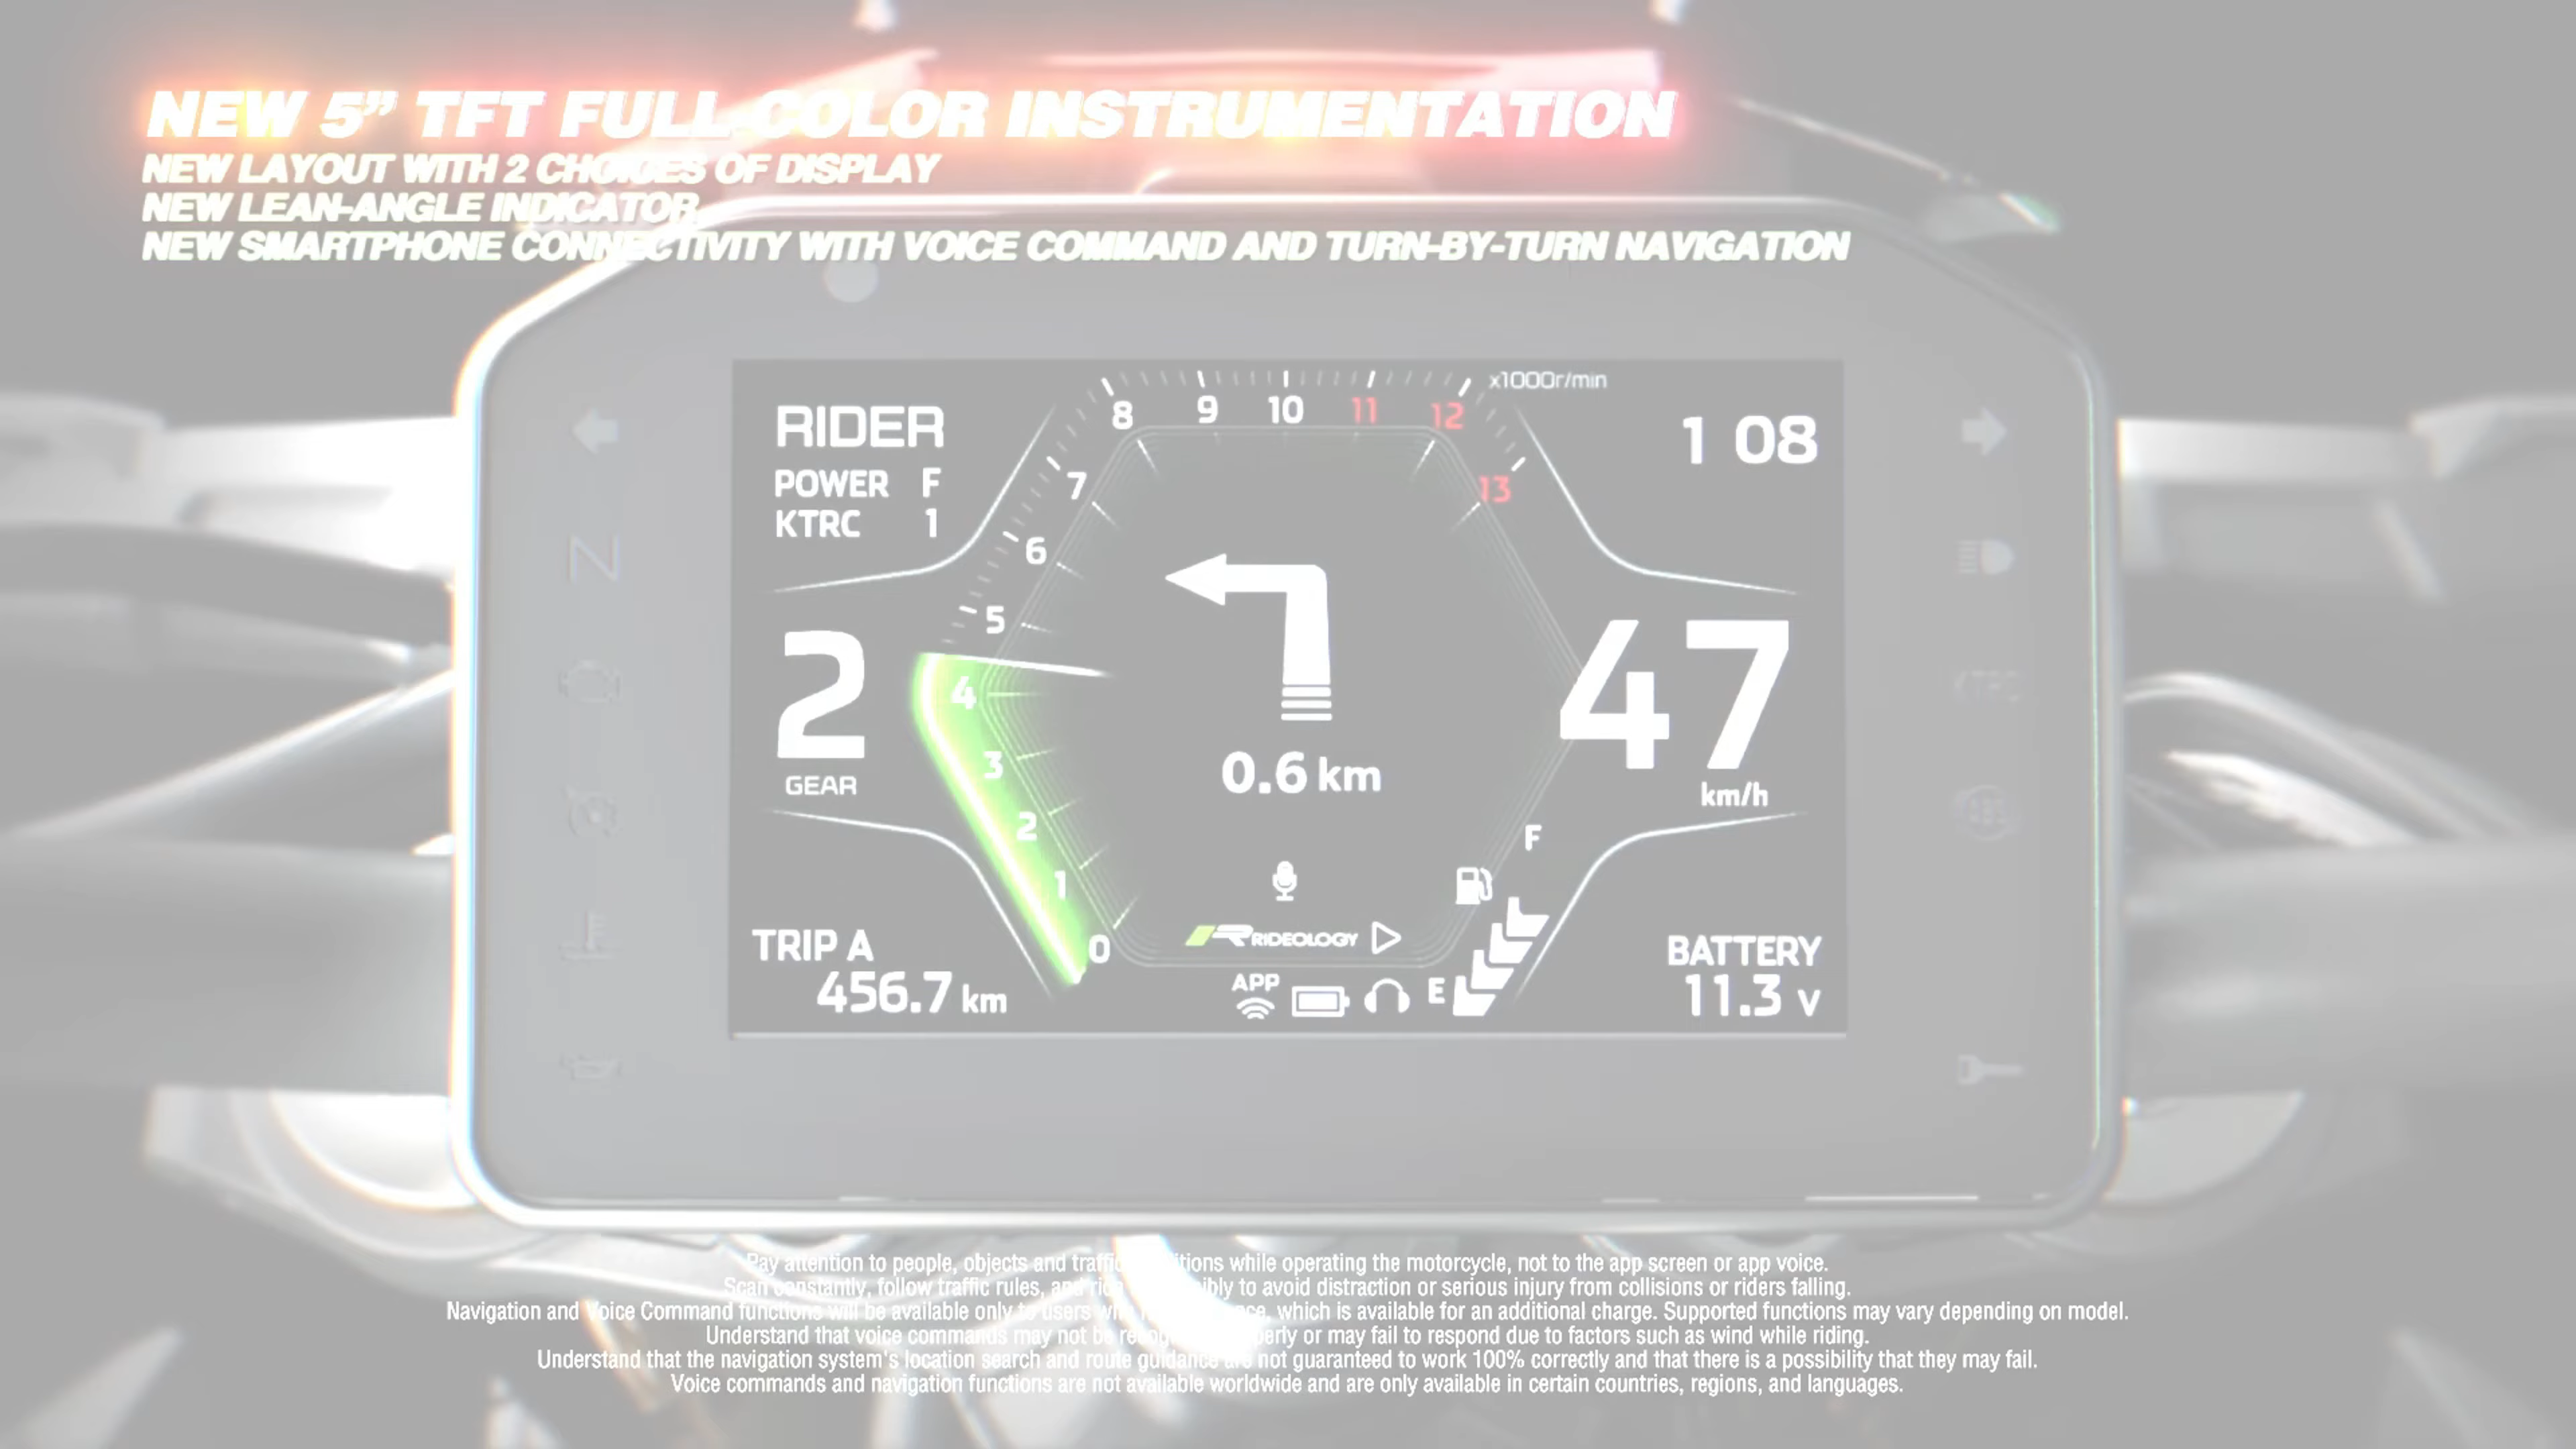 NEW 5” TFT FULL-COLOR INSTRUMENTATION
NEW LAYOUT WITH 2 CHOICES OF DISPLAY
NEW LEAN-ANGLE INDICATOR
NEW SMARTPHONE CONNECTIVITY WITH VOICE COMMAND AND TURN-BY-TURN NAVIGATION
x1000r/min
8 9 10 11 12
RIDER
1 08
POWER F
7
13
KTRC 1
6
5
N
2
GEAR
4
3
2
1
0
0.6 km
47
km/h
F
RIDEOLOGY
TRIP A
456.7 km
APP
E
BATTERY
11.3 V
KTRC
ABS
Pay attention to people, objects and traffic while operating the motorcycle, not to the app screen or app voice.
Scan constantly, follow traffic rules, and to avoid distraction or serious injury from collisions or riders falling.
Navigation and Voice Command functions will be available only to users which is available for an additional charge. Supported functions may vary depending on model.
Understand that voice commands may not be or may fail to respond due to factors such as wind while riding.
Understand that the navigation system's location search and route guidance are not guaranteed to work 100% correctly and that there is a possibility that they may fail.
Voice commands and navigation functions are not available worldwide and are only available in certain countries, regions, and languages.